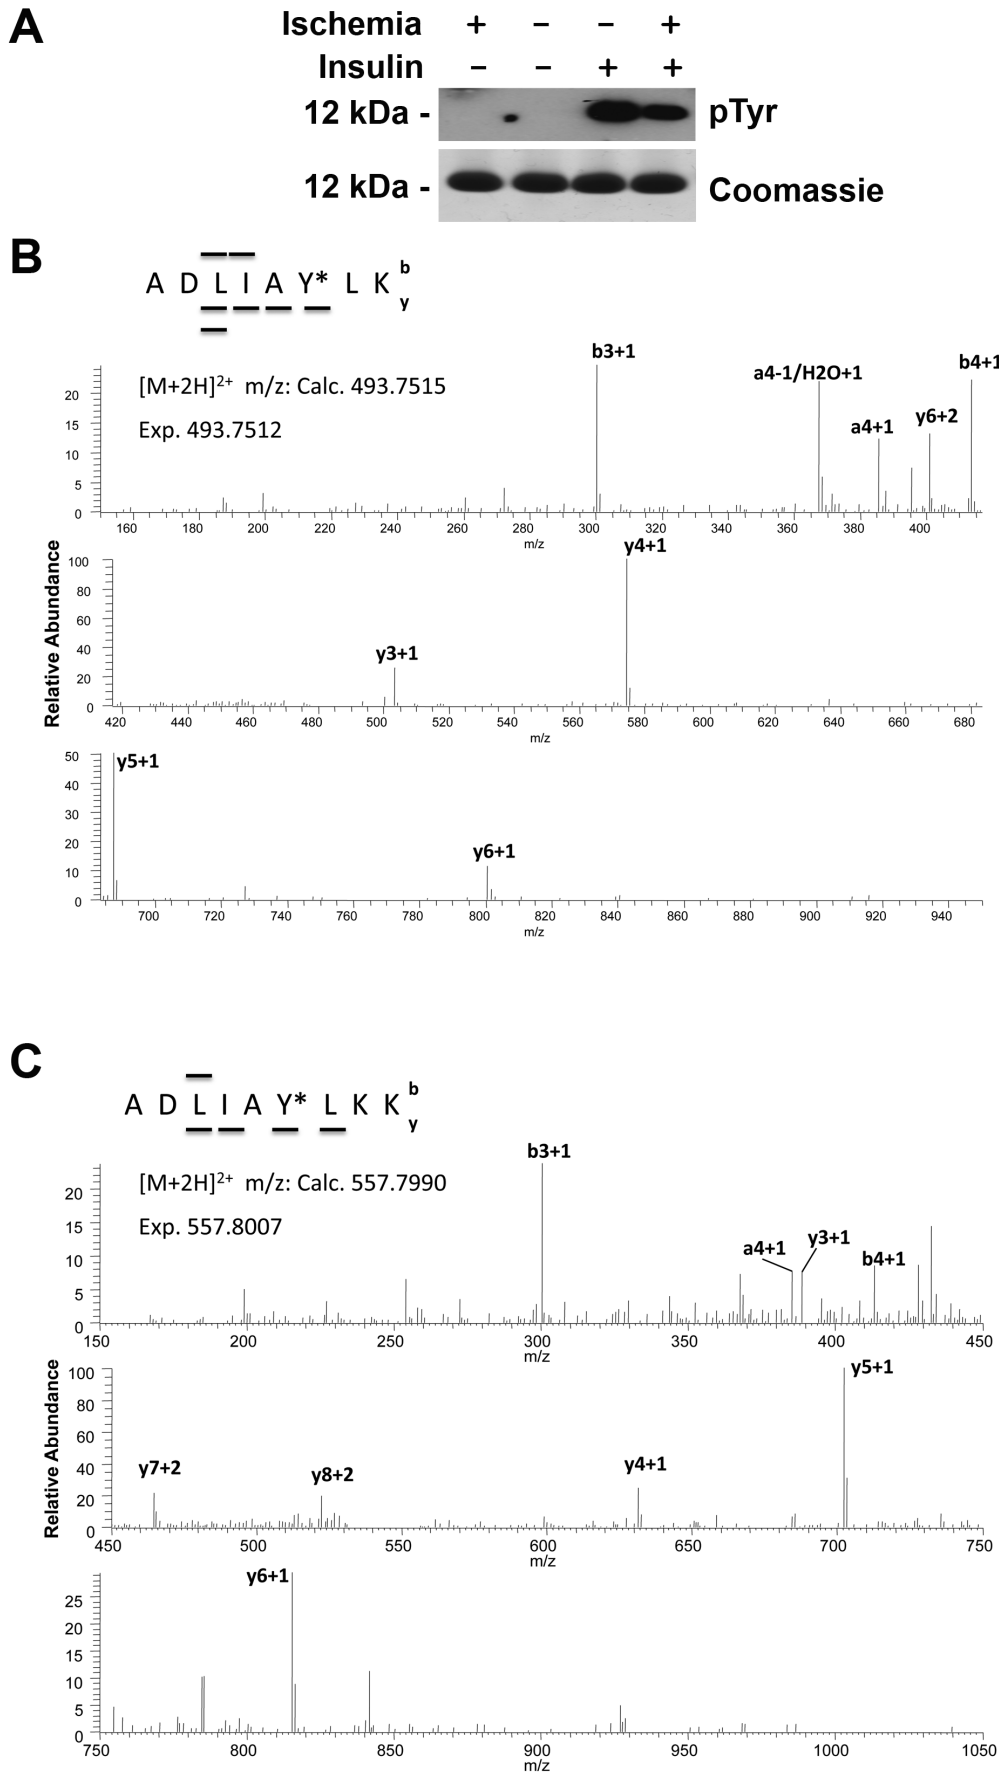 A
Ischemia + - - +
Insulin - - + +
12 kDa - pTyr
12 kDa - Coomassie
B
A D L I A Y* L K b
y
[M+2H]2+ m/z: Calc. 493.7515
Exp. 493.7512
b3+1
a4-1/H2O+1
a4+1
y6+2
b4+1
20
15
10
5
0
160 180 200 220 240 260 280 300 320 340 360 380 400
m/z
Relative Abundance
y3+1
y4+1
100
80
60
40
20
0
420 440 460 480 500 520 540 560 580 600 620 640 660 680
m/z
y5+1
y6+1
50
40
30
20
10
0
700 720 740 760 780 800 820 840 860 880 900 920 940
m/z
C
A D L I A Y* L K K b
y
[M+2H]2+ m/z: Calc. 557.7990
Exp. 557.8007
b3+1
a4+1
y3+1
b4+1
20
15
10
5
0
150 200 250 300 350 400 450
m/z
Relative Abundance
y7+2
y8+2
y4+1
y5+1
100
80
60
40
20
0
450 500 550 600 650 700 750
m/z
y6+1
25
20
15
10
5
0
750 800 850 900 950 1000 1050
m/z